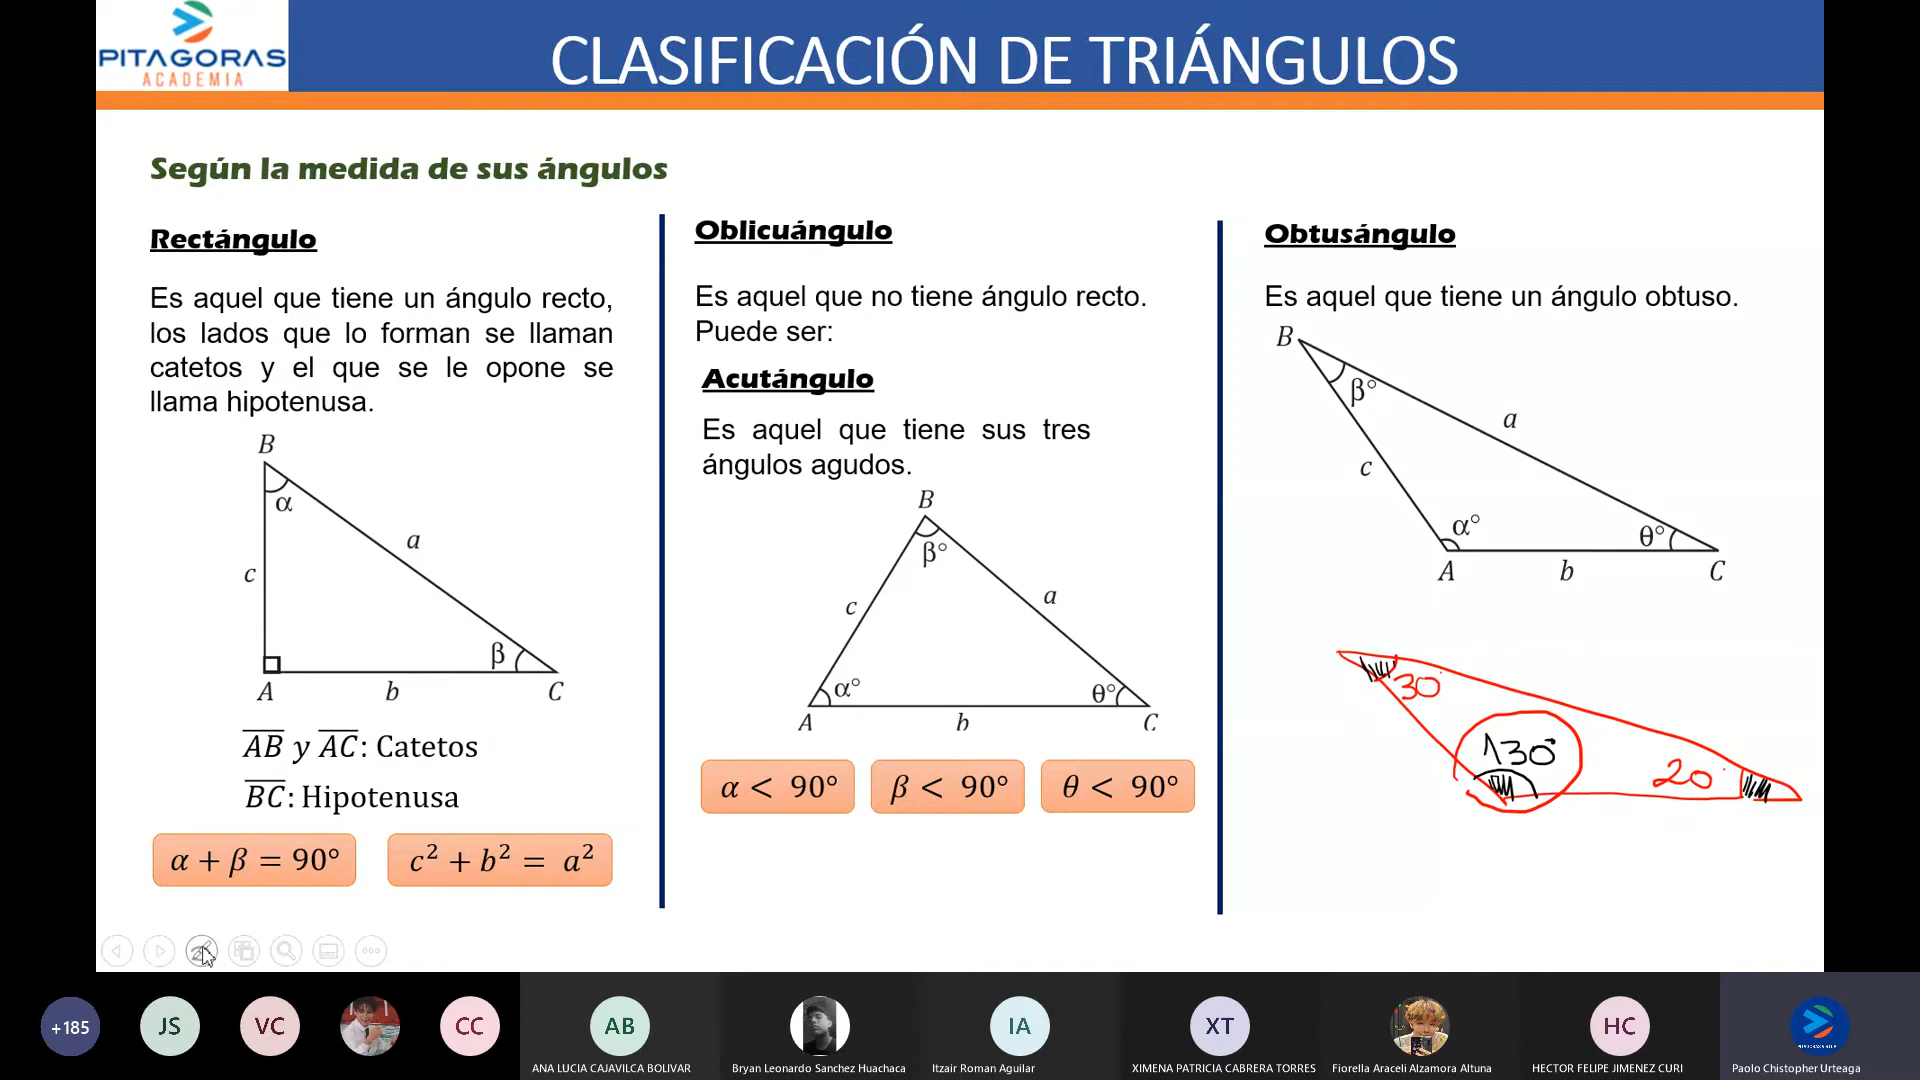 PITAGORAS
ACADEMIA
CLASIFICACIÓN DE TRIÁNGULOS
Según la medida de sus ángulos
Rectángulo
Es aquel que tiene un ángulo recto,
los lados que lo forman se llaman
catetos y el que se le opone se
llama hipotenusa.
B
α
a
c
β
A
b
C
AB y AC: Catetos
BC: Hipotenusa
α + β = 90°
c² + b² = a²
Oblicuángulo
Es aquel que no tiene ángulo recto.
Puede ser:
Acutángulo
Es aquel que tiene sus tres
ángulos agudos.
B
β°
c
a
α°
θ°
A
b
C
α < 90°
β < 90°
θ < 90°
Obtusángulo
Es aquel que tiene un ángulo obtuso.
B
β°
a
c
α°
θ°
A
b
C
30
130°
20
+185
JS
VC
CC
AB
ANA LUCIA CAJAVILCA BOLIVAR
Bryan Leonardo Sanchez Huachaca
IA
Itzair Roman Aguilar
XT
XIMENA PATRICIA CABRERA TORRES
Fiorella Araceli Alzamora Altuna
HC
HECTOR FELIPE JIMENEZ CURI
Paolo Chistopher Urteaga